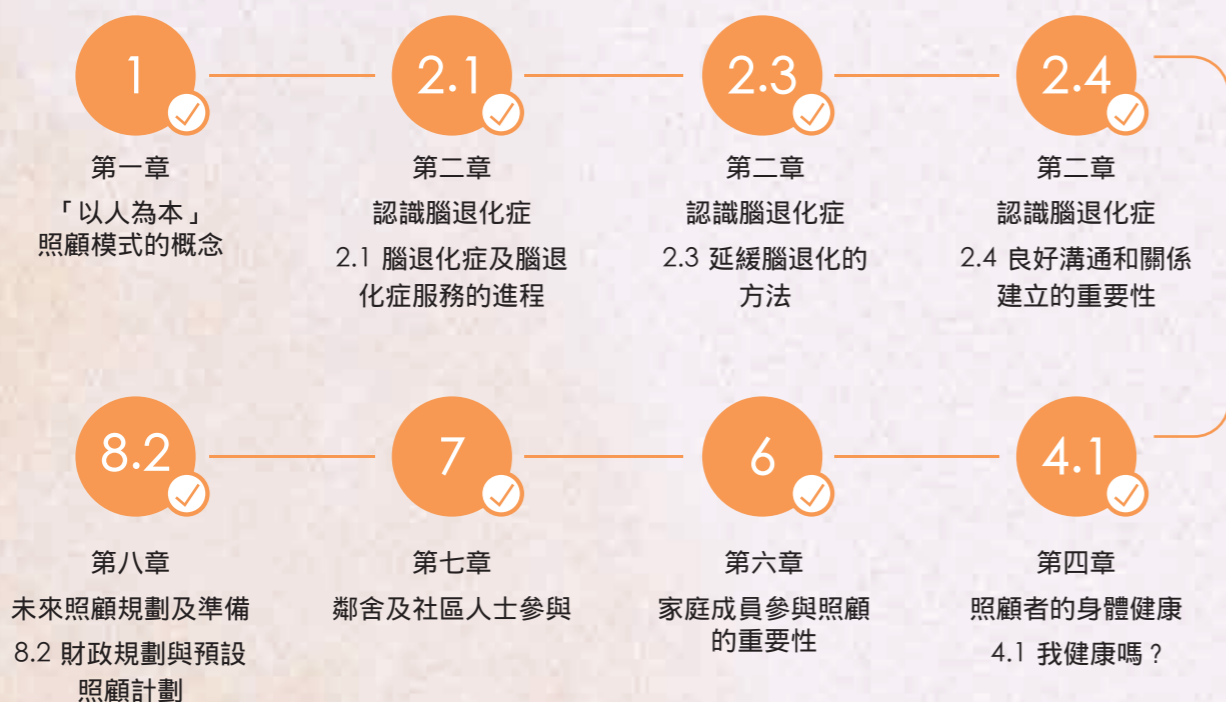 1
第一章
「以人為本」
照顧模式的概念
2.1
第二章
認識腦退化症
2.1 腦退化症及腦退
化症服務的進程
2.3
第二章
認識腦退化症
2.3 延緩腦退化的
方法
2.4
第二章
認識腦退化症
2.4 良好溝通和關係
建立的重要性
4.1
第四章
照顧者的身體健康
4.1 我健康嗎？
6
第六章
家庭成員參與照顧
的重要性
7
第七章
鄰舍及社區人士參與
8.2
第八章
未來照顧規劃及準備
8.2 財政規劃與預設
照顧計劃